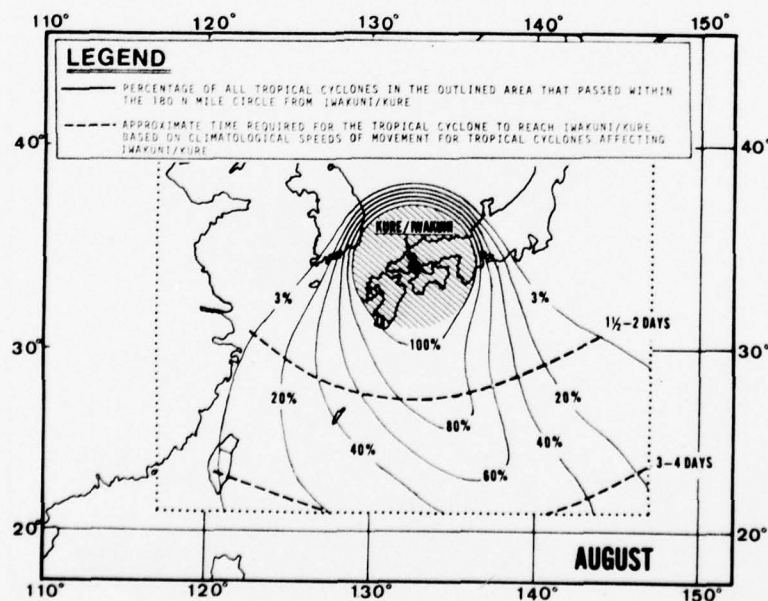 110° 120° 130° 140° 150°
LEGEND
PERCENTAGE OF ALL TROPICAL CYCLONES IN THE OUTLINED AREA THAT PASSED WITHIN
THE 180 N MILE CIRCLE FROM IWAKUNI/KURE
APPROXIMATE TIME REQUIRED FOR THE TROPICAL CYCLONE TO REACH IWAKUNI/KURE
BASED ON CLIMATOLOGICAL SPEEDS OF MOVEMENT FOR TROPICAL CYCLONES AFFECTING
IWAKUNI/KURE
40° 40°
KURE/IWAKUNI
3% 3%
1½-2 DAYS
30° 100% 30°
20% 80% 20%
40% 60% 40%
3-4 DAYS
20° 20°
AUGUST
110° 120° 130° 140° 150°